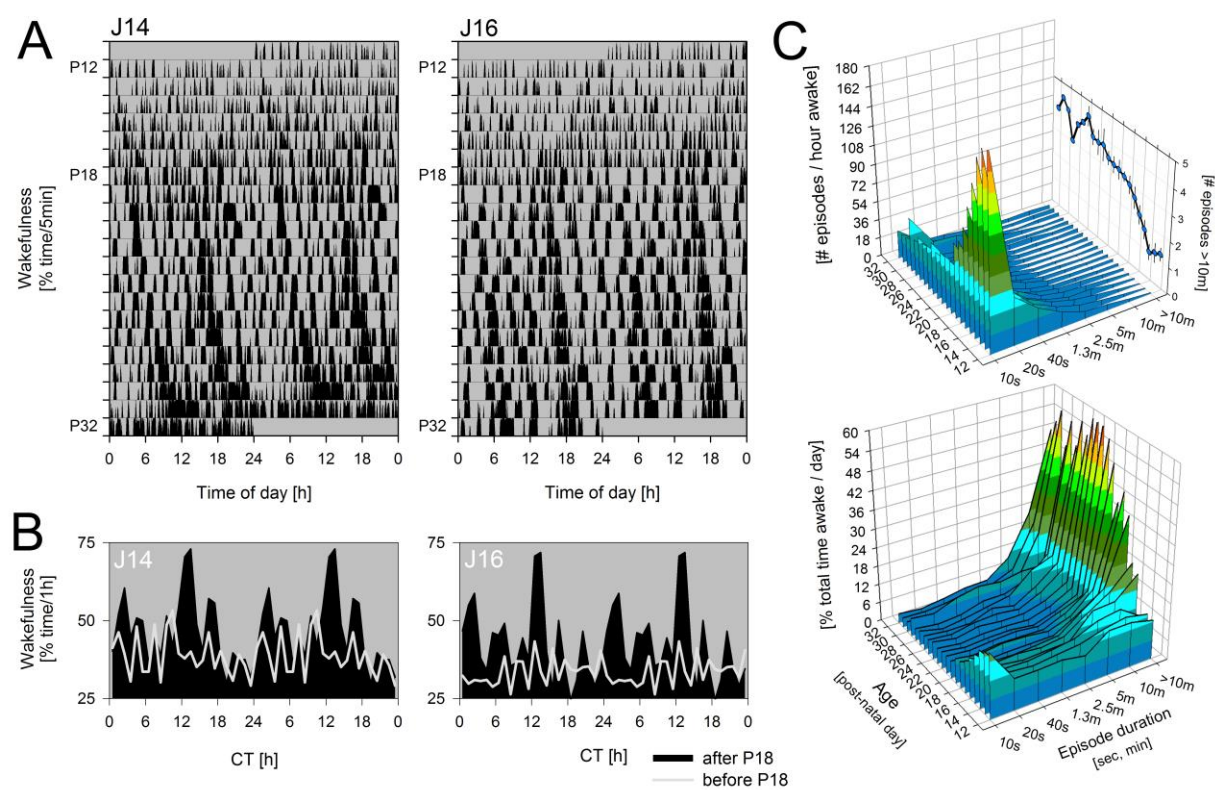 A
J14
J16
P12
P18
P32
P12
P18
P32
Wakefulness
[% time/5min]
0 6 12 18 24 6 12 18 0
0 6 12 18 24 6 12 18 0
Time of day [h]
Time of day [h]
B
J14
J16
75
50
25
75
50
25
Wakefulness
[% time/1h]
0 6 12 18 0 6 12 18 0
0 6 12 18 0 6 12 18 0
CT [h]
CT [h]
after P18
before P18
C
180
162
144
126
108
90
72
54
36
18
0
[# episodes / hour awake]
5
4
3
2
1
0
[# episodes >10m]
20
18
16
14
12
10s
20s
40s
1.3m
2.5m
5m
10m
>10m
60
54
48
42
36
30
24
18
12
6
0
[% total time awake / day]
20
18
16
14
12
Age
[post-natal day]
10s
20s
40s
1.3m
2.5m
5m
10m
>10m
Episode duration
[sec, min]